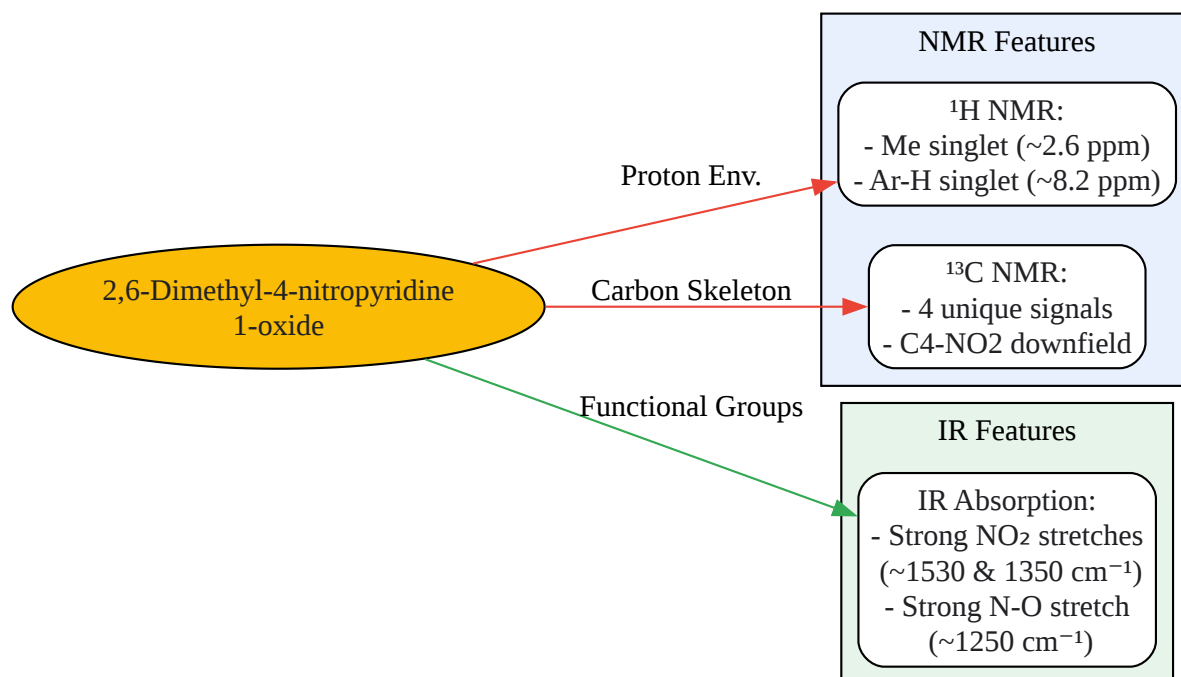 NMR Features
¹H NMR:
- Me singlet (~2.6 ppm)
- Ar-H singlet (~8.2 ppm)
Proton Env.
2,6-Dimethyl-4-nitropyridine
1-oxide
Carbon Skeleton
¹³C NMR:
- 4 unique signals
- C4-NO2 downfield
Functional Groups
IR Features
IR Absorption:
- Strong NO₂ stretches
(~1530 & 1350 cm⁻¹)
- Strong N-O stretch
(~1250 cm⁻¹)